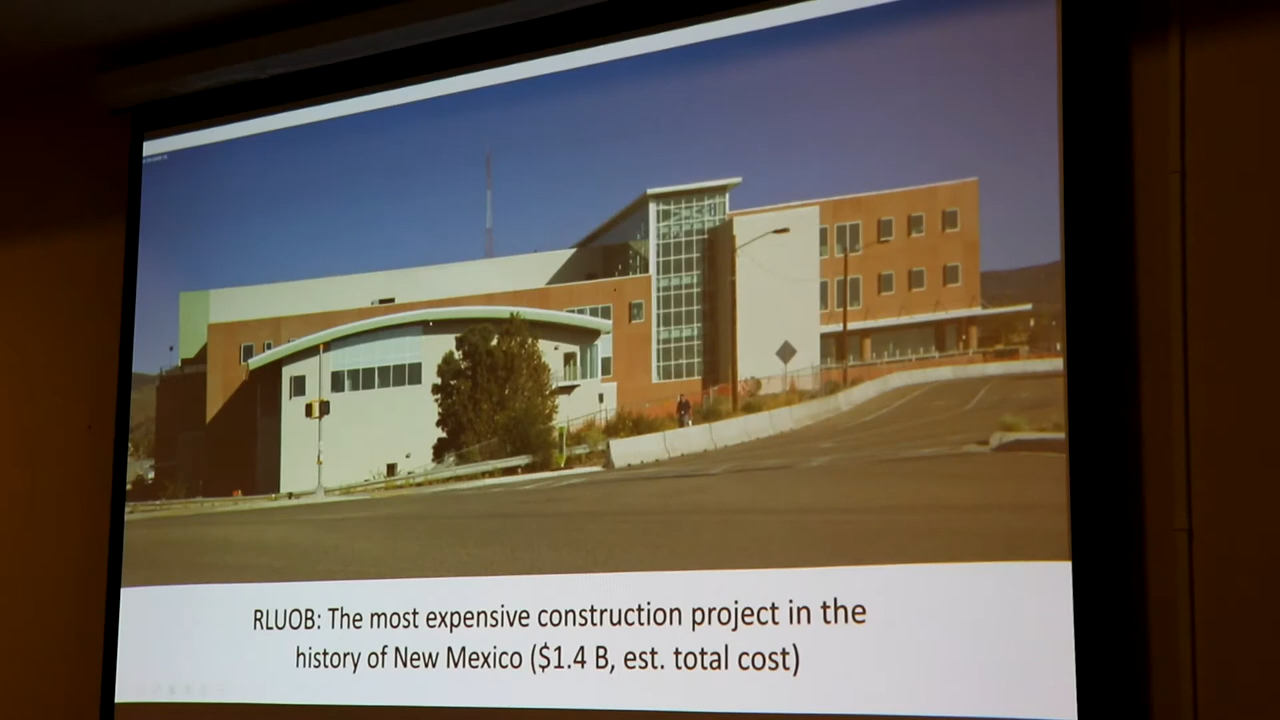 RLUOB: The most expensive construction project in the
history of New Mexico ($1.4 B, est. total cost)